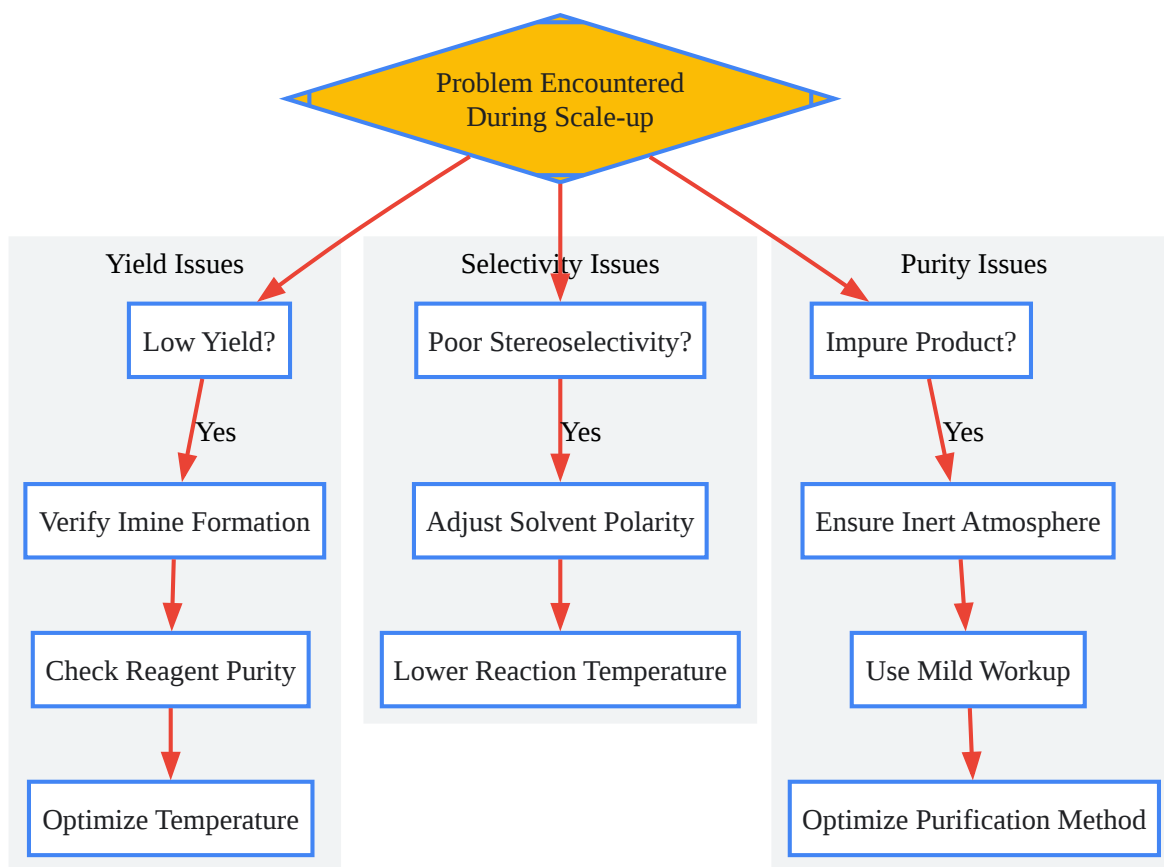 Problem Encountered
During Scale-up
Yield Issues
Selectivity Issues
Purity Issues
Low Yield?
Poor Stereoselectivity?
Impure Product?
Yes
Yes
Yes
Verify Imine Formation
Adjust Solvent Polarity
Ensure Inert Atmosphere
Check Reagent Purity
Lower Reaction Temperature
Use Mild Workup
Optimize Temperature
Optimize Purification Method